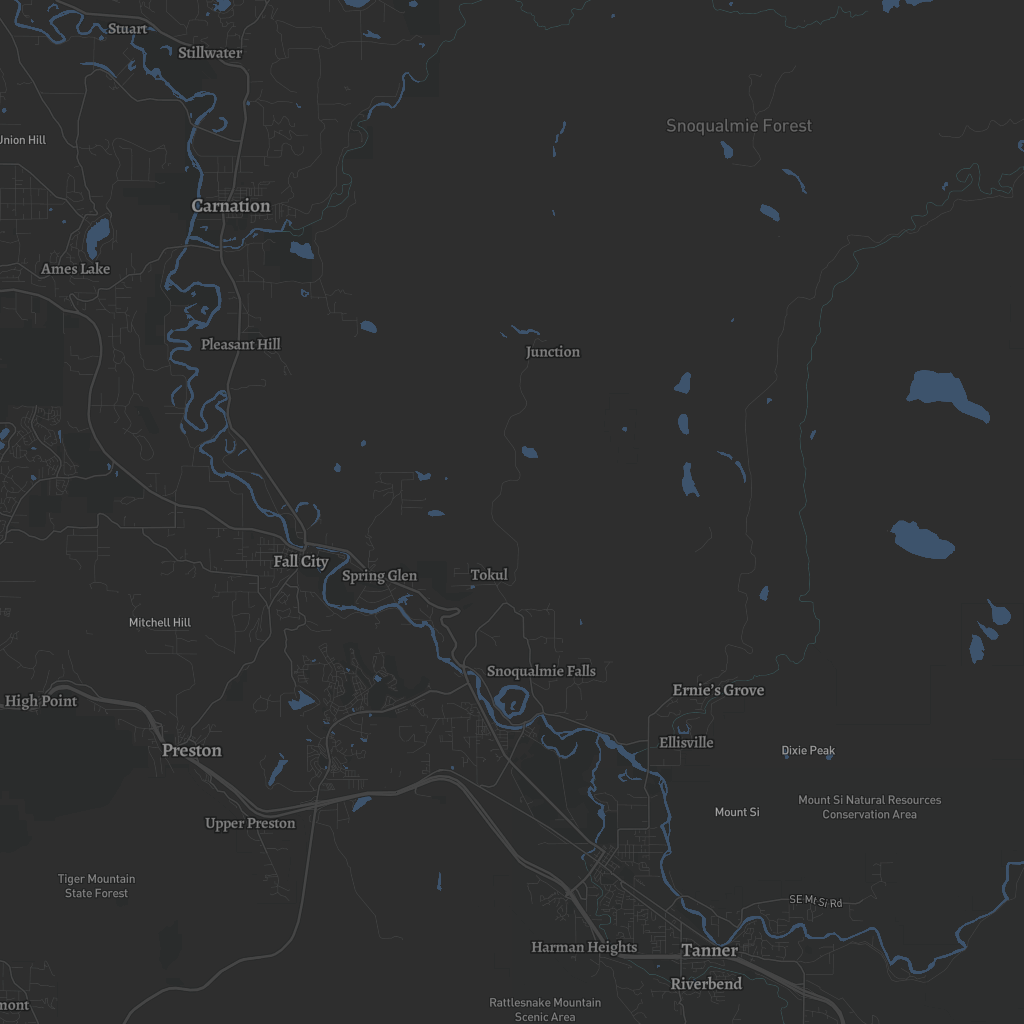 Stuart
Stillwater
Snoqualmie Forest
Union Hill
Carnation
Ames Lake
Pleasant Hill
Junction
Fall City
Spring Glen
Tokul
Mitchell Hill
Snoqualmie Falls
High Point
Ernie's Grove
Preston
Ellisville
Dixie Peak
Mount Si
Mount Si Natural Resources
Conservation Area
Upper Preston
Tiger Mountain
State Forest
SE Mt Si Rd
Harman Heights
Tanner
Riverbend
Rattlesnake Mountain
Scenic Area
mont